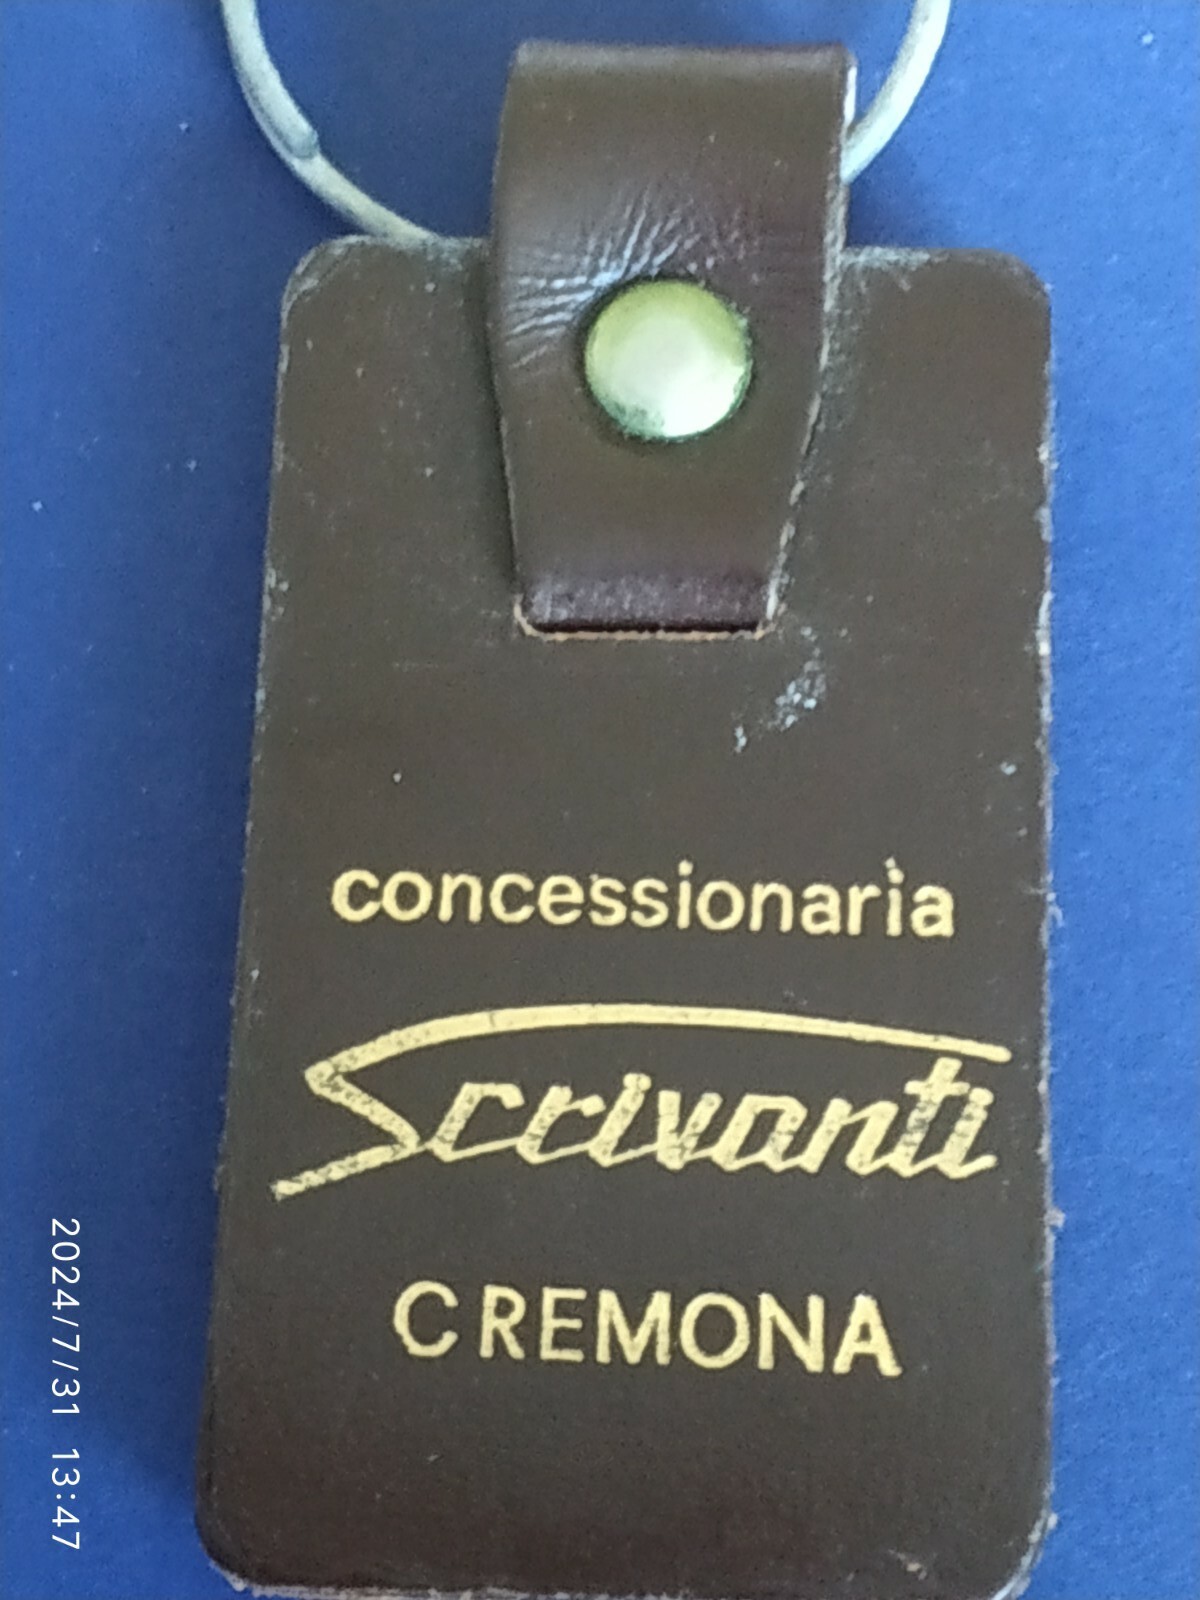 concessionaria
Scrivanti
CREMONA
2024/7/31 13:47